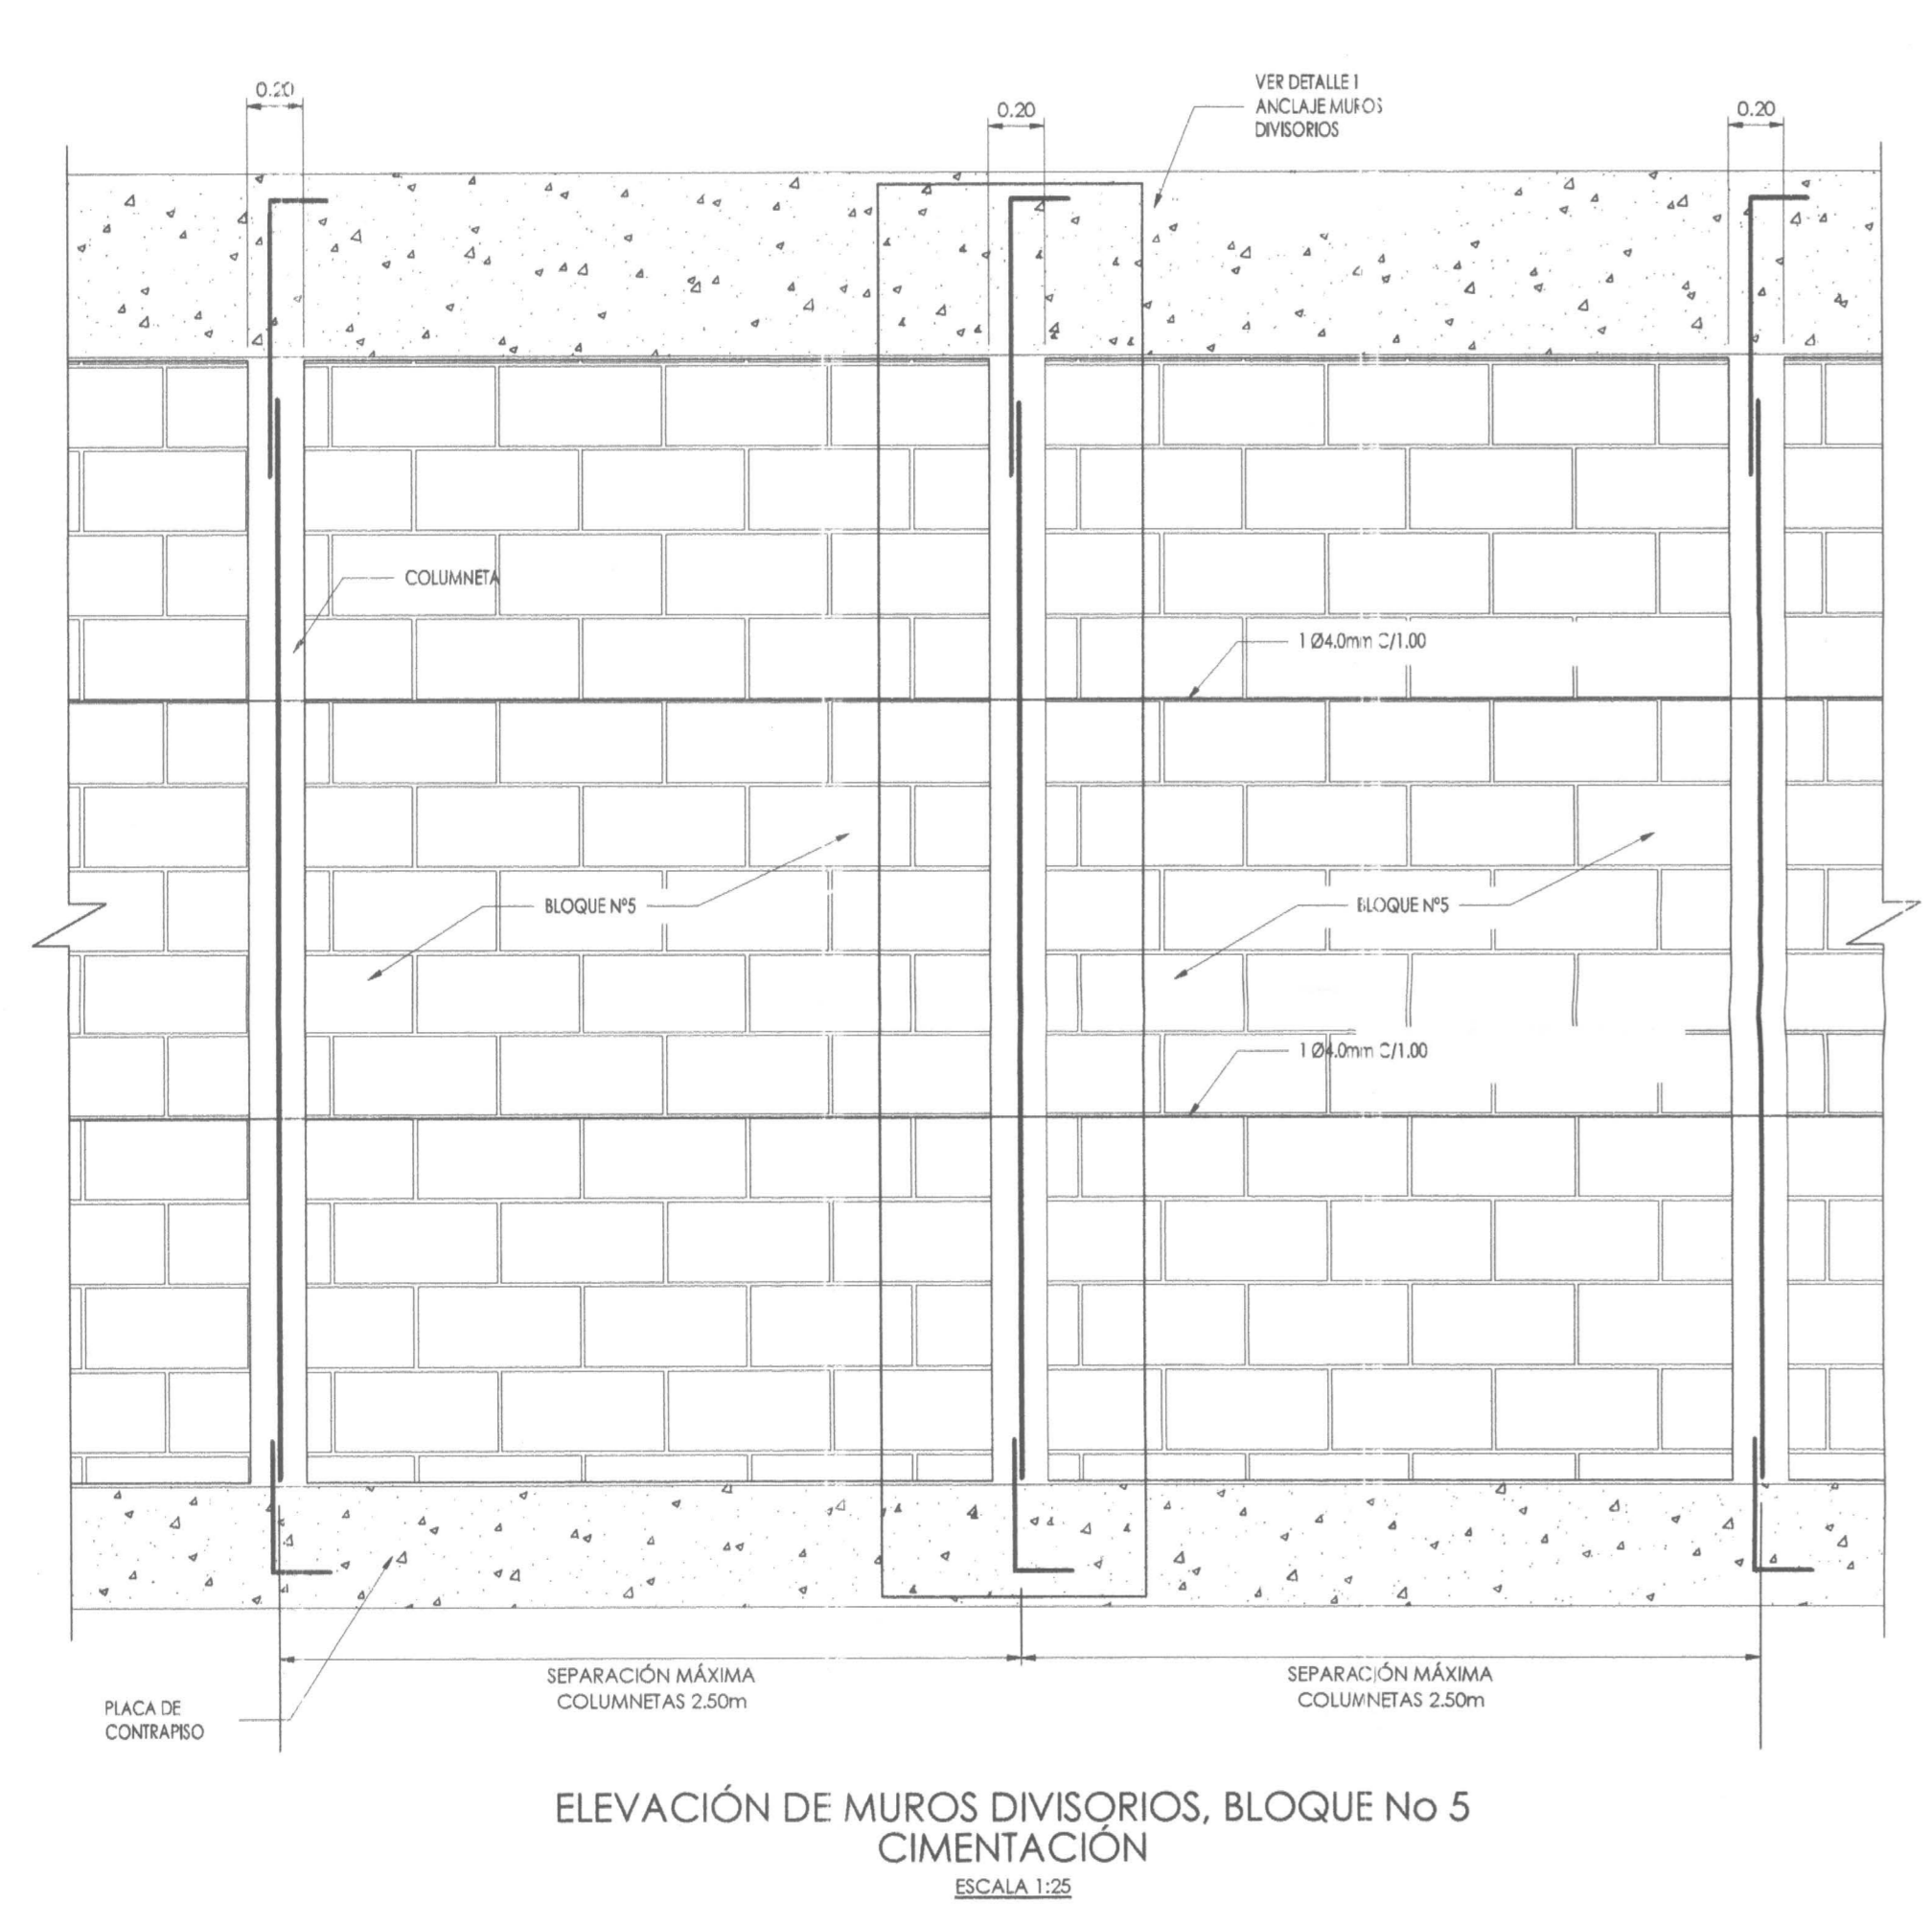 0.20
0.20
0.20
VER DETALLE 1
ANCLAJE MUROS
DIVISORIOS
COLUMNETA
1 Ø4.0mm C/1.00
BLOQUE Nº5
BLOQUE Nº5
1 Ø4.0mm C/1.00
SEPARACIÓN MÁXIMA
COLUMNETAS 2.50m
SEPARACIÓN MÁXIMA
COLUMNETAS 2.50m
PLACA DE
CONTRAPISO
ELEVACIÓN DE MUROS DIVISORIOS, BLOQUE No 5
CIMENTACIÓN
ESCALA 1:25